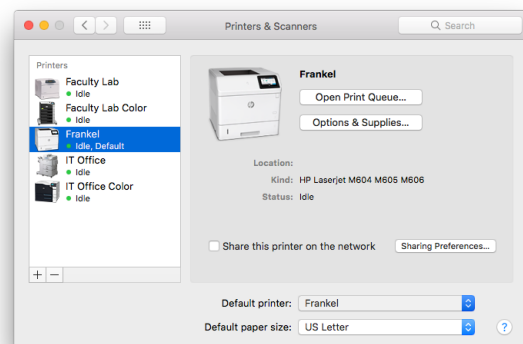 Printers & Scanners
Search
Printers
Faculty Lab
Idle
Faculty Lab Color
Idle
Frankel
Idle, Default
IT Office
Idle
IT Office Color
Idle
+ −
Frankel
Open Print Queue...
Options & Supplies...
Location:
Kind: HP Laserjet M604 M605 M606
Status: Idle
Share this printer on the network
Sharing Preferences...
Default printer: Frankel
Default paper size: US Letter
?